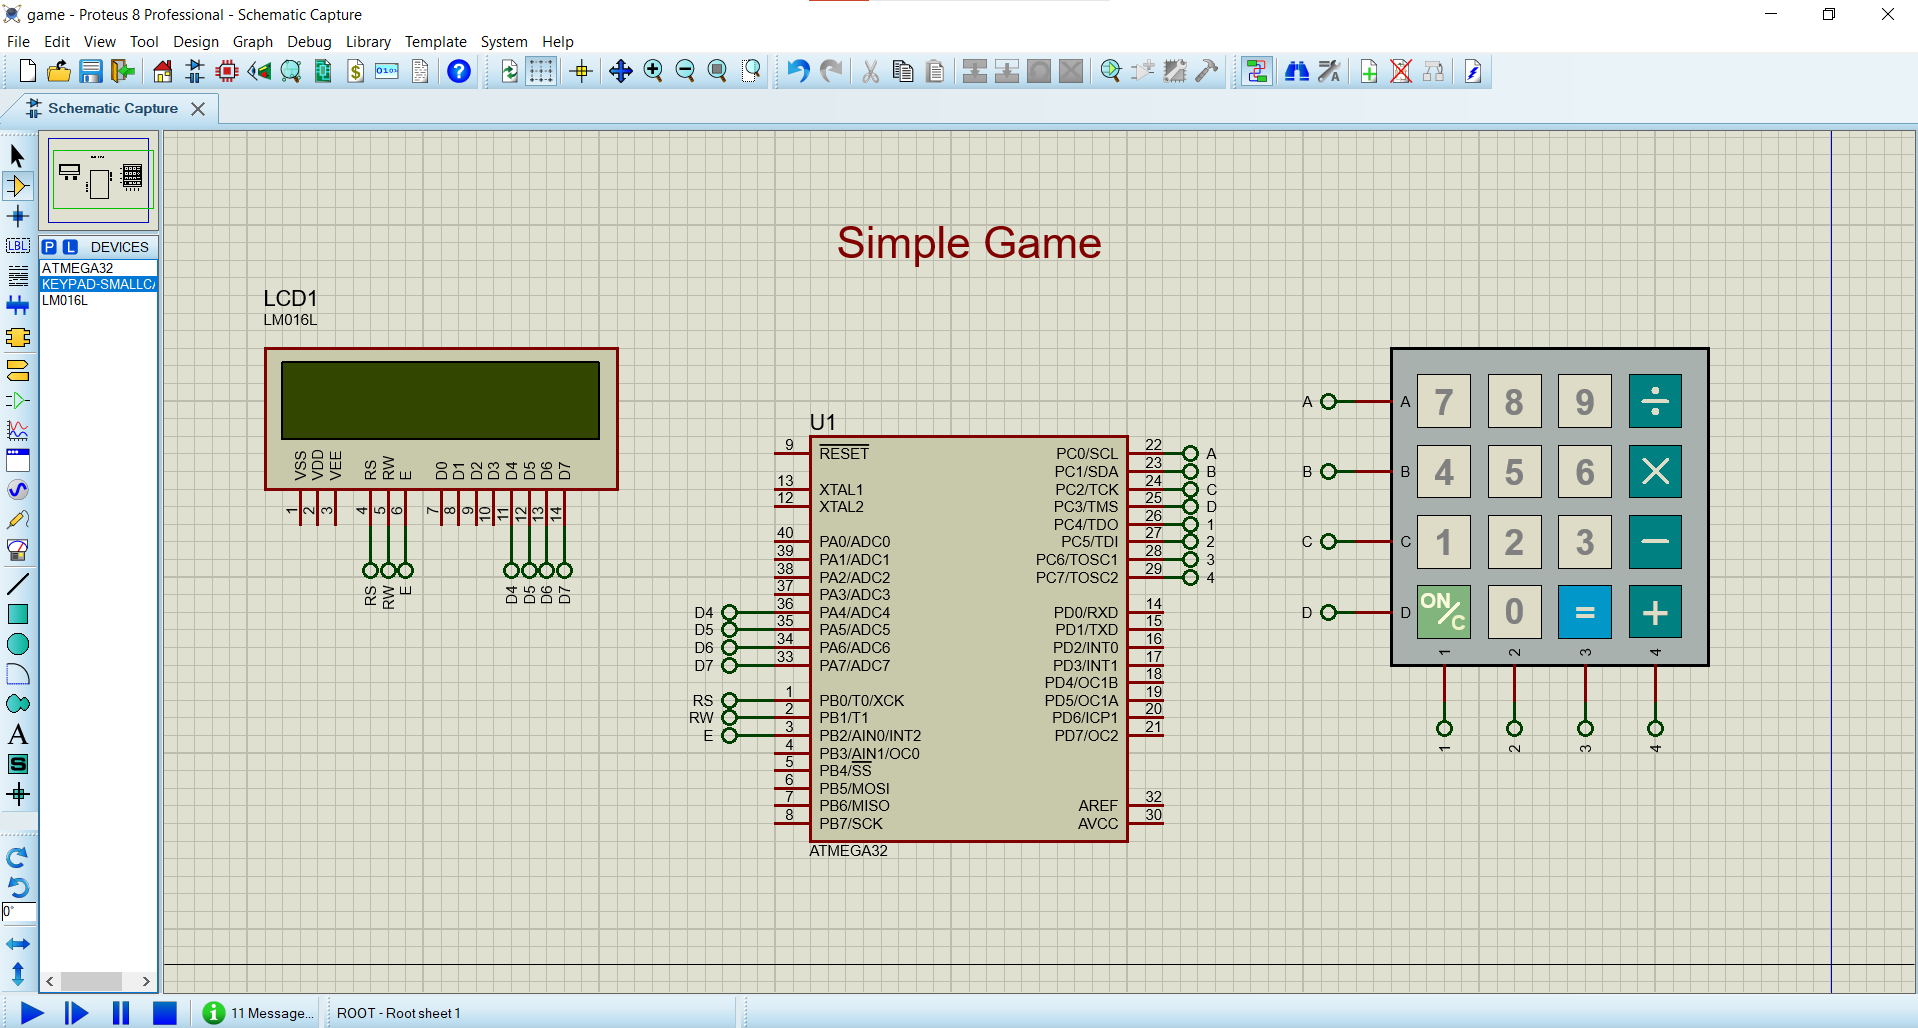 game - Proteus 8 Professional - Schematic Capture
File Edit View Tool Design Graph Debug Library Template System Help
Schematic Capture
P L DEVICES
ATMEGA32
KEYPAD-SMALLCA
LM016L
LBL
A
S
0°
$
0101
?
Simple Game
LCD1
LM016L
VSS VDD VEE RS RW E D0 D1 D2 D3 D4 D5 D6 D7
1 2 3 4 5 6 7 8 9 10 11 12 13 14
RS RW E D4 D5 D6 D7
U1
9 RESET
13 XTAL1
12 XTAL2
40 PA0/ADC0
39 PA1/ADC1
38 PA2/ADC2
37 PA3/ADC3
D4 36 PA4/ADC4
D5 35 PA5/ADC5
D6 34 PA6/ADC6
D7 33 PA7/ADC7
RS 1 PB0/T0/XCK
RW 2 PB1/T1
E 3 PB2/AIN0/INT2
4 PB3/AIN1/OC0
5 PB4/SS
6 PB5/MOSI
7 PB6/MISO
8 PB7/SCK
PC0/SCL 22 A
PC1/SDA 23 B
PC2/TCK 24 C
PC3/TMS 25 D
PC4/TDO 26 1
PC5/TDI 27 2
PC6/TOSC1 28 3
PC7/TOSC2 29 4
PD0/RXD 14
PD1/TXD 15
PD2/INT0 16
PD3/INT1 17
PD4/OC1B 18
PD5/OC1A 19
PD6/ICP1 20
PD7/OC2 21
AREF 32
AVCC 30
ATMEGA32
A A 7 8 9 ÷
B B 4 5 6 ×
C C 1 2 3 −
D D ON/C 0 = +
1 2 3 4
1 2 3 4
11 Message...
ROOT - Root sheet 1